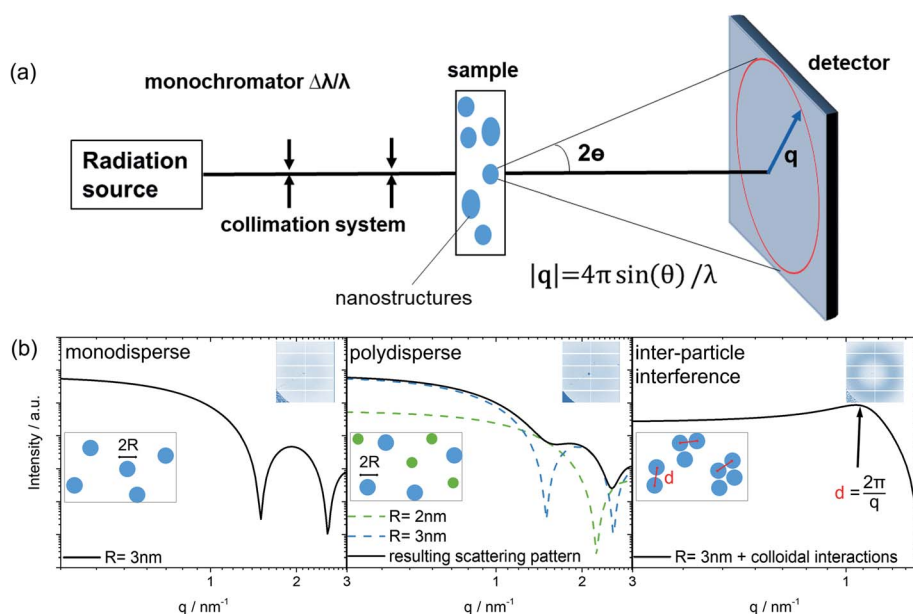 (a)
monochromator Δλ/λ
sample
detector
Radiation
source
2ɵ
q
collimation system
nanostructures
|q|=4π sin(θ) /λ
(b)
monodisperse
polydisperse
inter-particle
interference
Intensity / a.u.
2R
2R
d
d = 2π
q
R= 3nm
R= 2nm
R= 3nm
resulting scattering pattern
R= 3nm + colloidal interactions
1
2
1
2
3
1
3
q / nm⁻¹
q / nm⁻¹
q / nm⁻¹